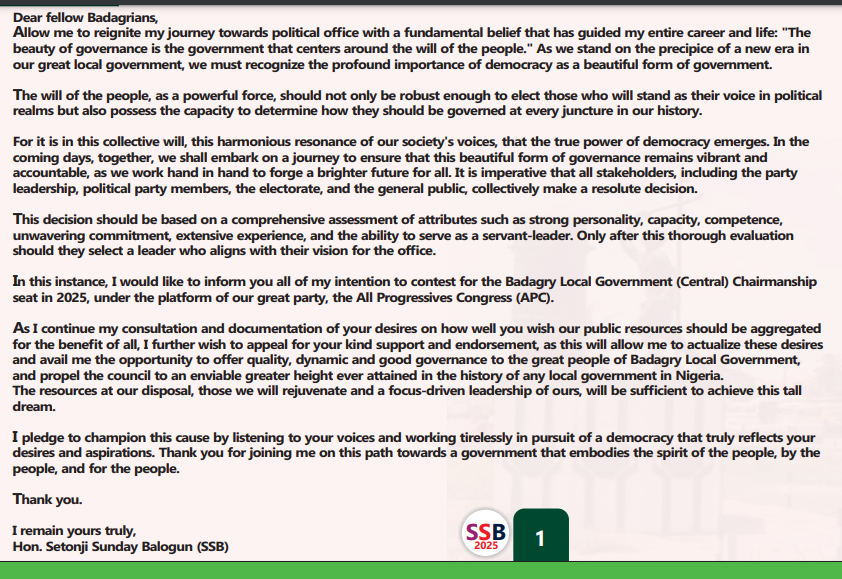 Dear fellow Badagrians,
Allow me to reignite my journey towards political office with a fundamental belief that has guided my entire career and life: "The
beauty of governance is the government that centers around the will of the people." As we stand on the precipice of a new era in
our great local government, we must recognize the profound importance of democracy as a beautiful form of government.
The will of the people, as a powerful force, should not only be robust enough to elect those who will stand as their voice in political
realms but also possess the capacity to determine how they should be governed at every juncture in our history.
For it is in this collective will, this harmonious resonance of our society's voices, that the true power of democracy emerges. In the
coming days, together, we shall embark on a journey to ensure that this beautiful form of governance remains vibrant and
accountable, as we work hand in hand to forge a brighter future for all. It is imperative that all stakeholders, including the party
leadership, political party members, the electorate, and the general public, collectively make a resolute decision.
This decision should be based on a comprehensive assessment of attributes such as strong personality, capacity, competence,
unwavering commitment, extensive experience, and the ability to serve as a servant-leader. Only after this thorough evaluation
should they select a leader who aligns with their vision for the office.
In this instance, I would like to inform you all of my intention to contest for the Badagry Local Government (Central) Chairmanship
seat in 2025, under the platform of our great party, the All Progressives Congress (APC).
As I continue my consultation and documentation of your desires on how well you wish our public resources should be aggregated
for the benefit of all, I further wish to appeal for your kind support and endorsement, as this will allow me to actualize these desires
and avail me the opportunity to offer quality, dynamic and good governance to the great people of Badagry Local Government,
and propel the council to an enviable greater height ever attained in the history of any local government in Nigeria.
The resources at our disposal, those we will rejuvenate and a focus-driven leadership of ours, will be sufficient to achieve this tall
dream.
I pledge to champion this cause by listening to your voices and working tirelessly in pursuit of a democracy that truly reflects your
desires and aspirations. Thank you for joining me on this path towards a government that embodies the spirit of the people, by the
people, and for the people.
Thank you.
I remain yours truly,
Hon. Setonji Sunday Balogun (SSB)
SSB
2025
1